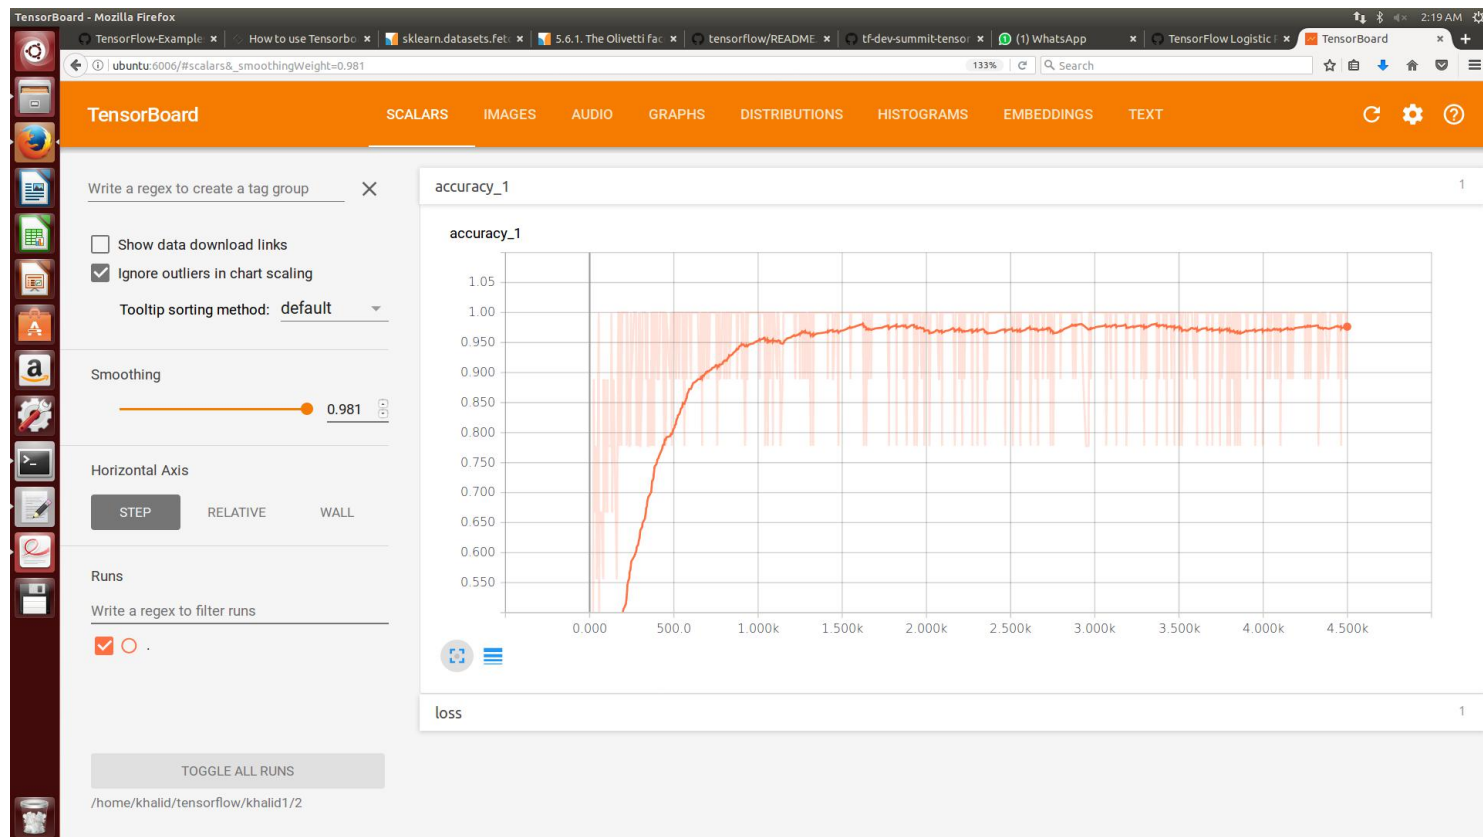 TensorBoard - Mozilla Firefox
2:19 AM
TensorFlow-Example
How to use Tensorbo
sklearn.datasets.fetc
5.6.1. The Olivetti fac
tensorflow/README.
tf-dev-summit-tensor
(1) WhatsApp
TensorFlow Logistic R
TensorBoard
ubuntu:6006/#scalars&_smoothingWeight=0.981
133%
Search
TensorBoard
SCALARS
IMAGES
AUDIO
GRAPHS
DISTRIBUTIONS
HISTOGRAMS
EMBEDDINGS
TEXT
Write a regex to create a tag group
Show data download links
Ignore outliers in chart scaling
Tooltip sorting method: default
Smoothing
0.981
Horizontal Axis
STEP
RELATIVE
WALL
Runs
Write a regex to filter runs
.
TOGGLE ALL RUNS
/home/khalid/tensorflow/khalid1/2
accuracy_1
1
accuracy_1
1.05
1.00
0.950
0.900
0.850
0.800
0.750
0.700
0.650
0.600
0.550
0.000
500.0
1.000k
1.500k
2.000k
2.500k
3.000k
3.500k
4.000k
4.500k
loss
1